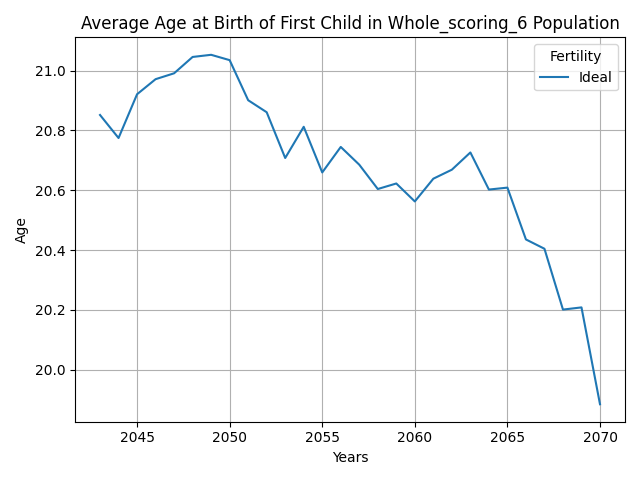 Average Age at Birth of First Child in Whole_scoring_6 Population
Fertility
Ideal
21.0
20.8
20.6
20.4
20.2
20.0
Age
2045 2050 2055 2060 2065 2070
Years